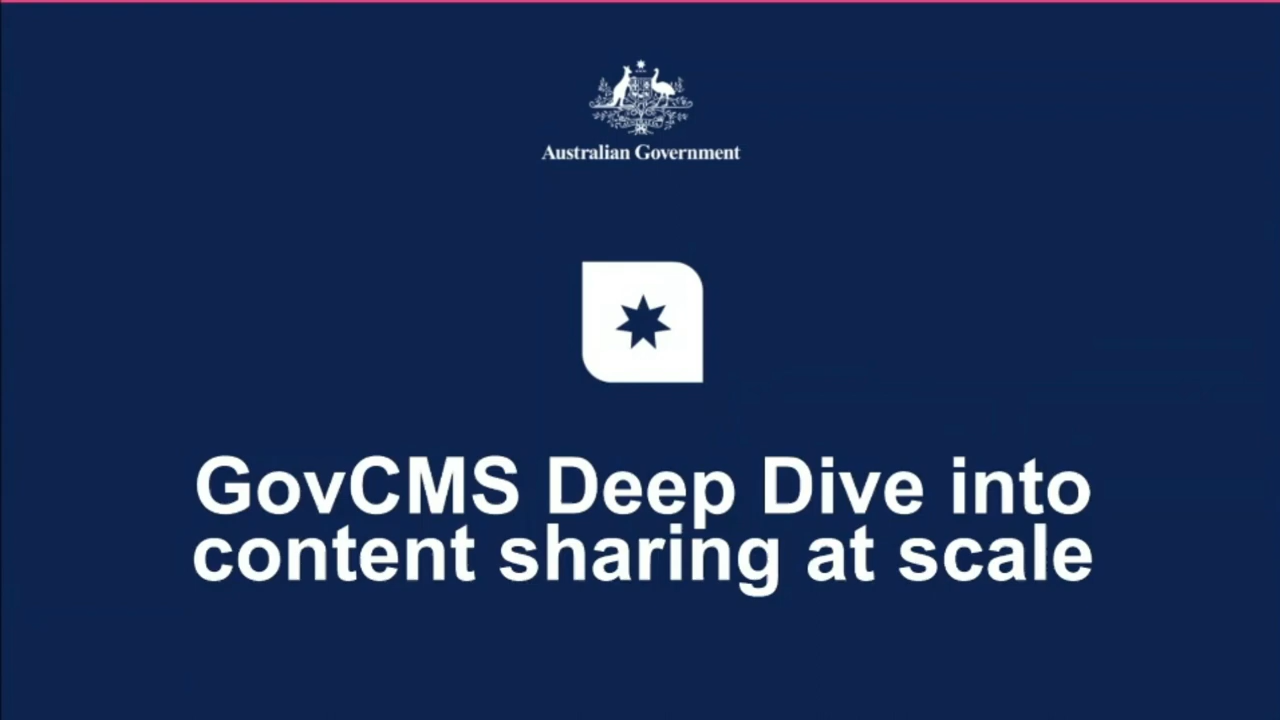 Australian Government
GovCMS Deep Dive into
content sharing at scale